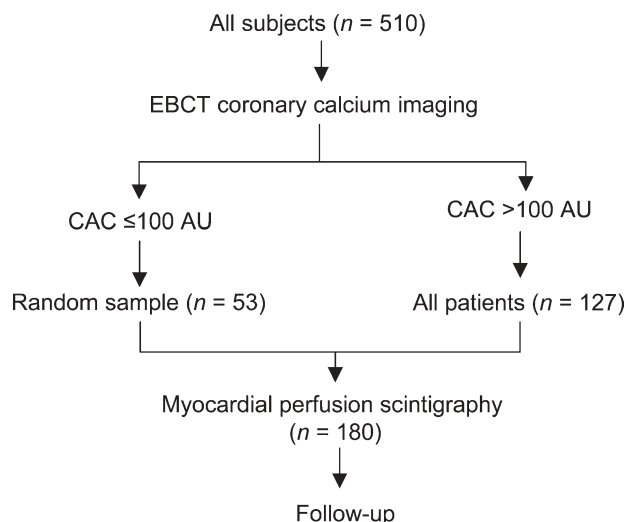 All subjects (n = 510)
EBCT coronary calcium imaging
CAC ≤100 AU
CAC >100 AU
Random sample (n = 53)
All patients (n = 127)
Myocardial perfusion scintigraphy
(n = 180)
Follow-up